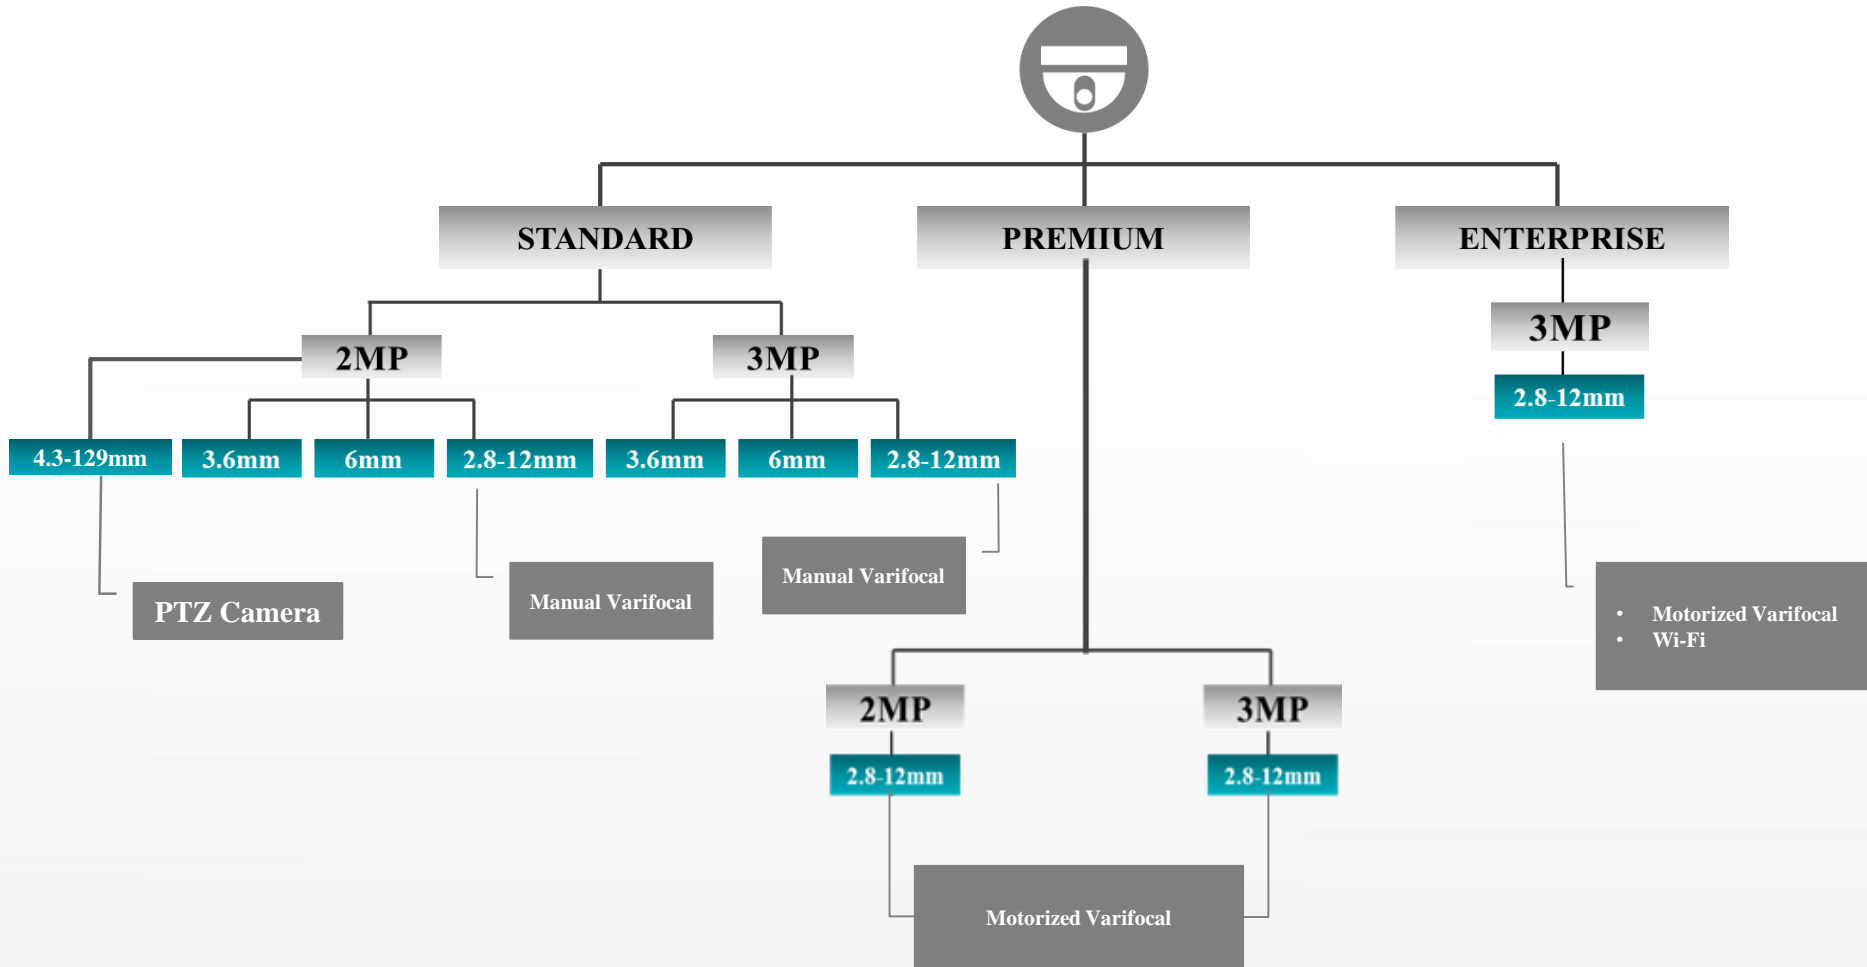 STANDARD
PREMIUM
ENTERPRISE
2MP
3MP
3MP
2.8-12mm
4.3-129mm
3.6mm
6mm
2.8-12mm
3.6mm
6mm
2.8-12mm
PTZ Camera
Manual Varifocal
Manual Varifocal
• Motorized Varifocal
• Wi-Fi
2MP
3MP
2.8-12mm
2.8-12mm
Motorized Varifocal